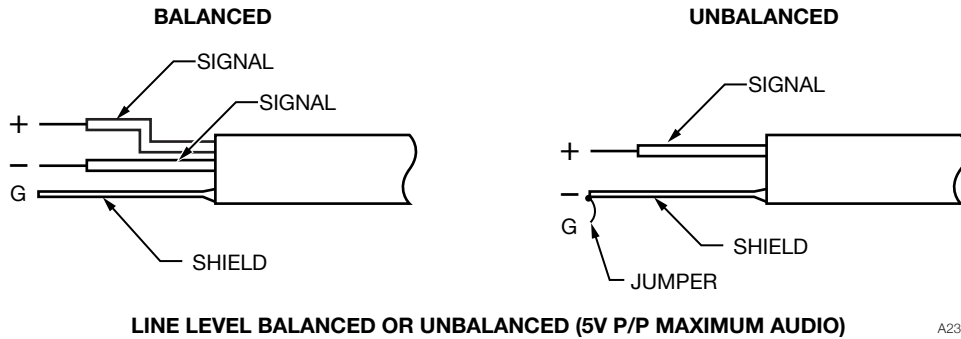 BALANCED
UNBALANCED
SIGNAL
SIGNAL
+
−
G
SHIELD
SIGNAL
+
−
G
SHIELD
JUMPER
LINE LEVEL BALANCED OR UNBALANCED (5V P/P MAXIMUM AUDIO)
A23